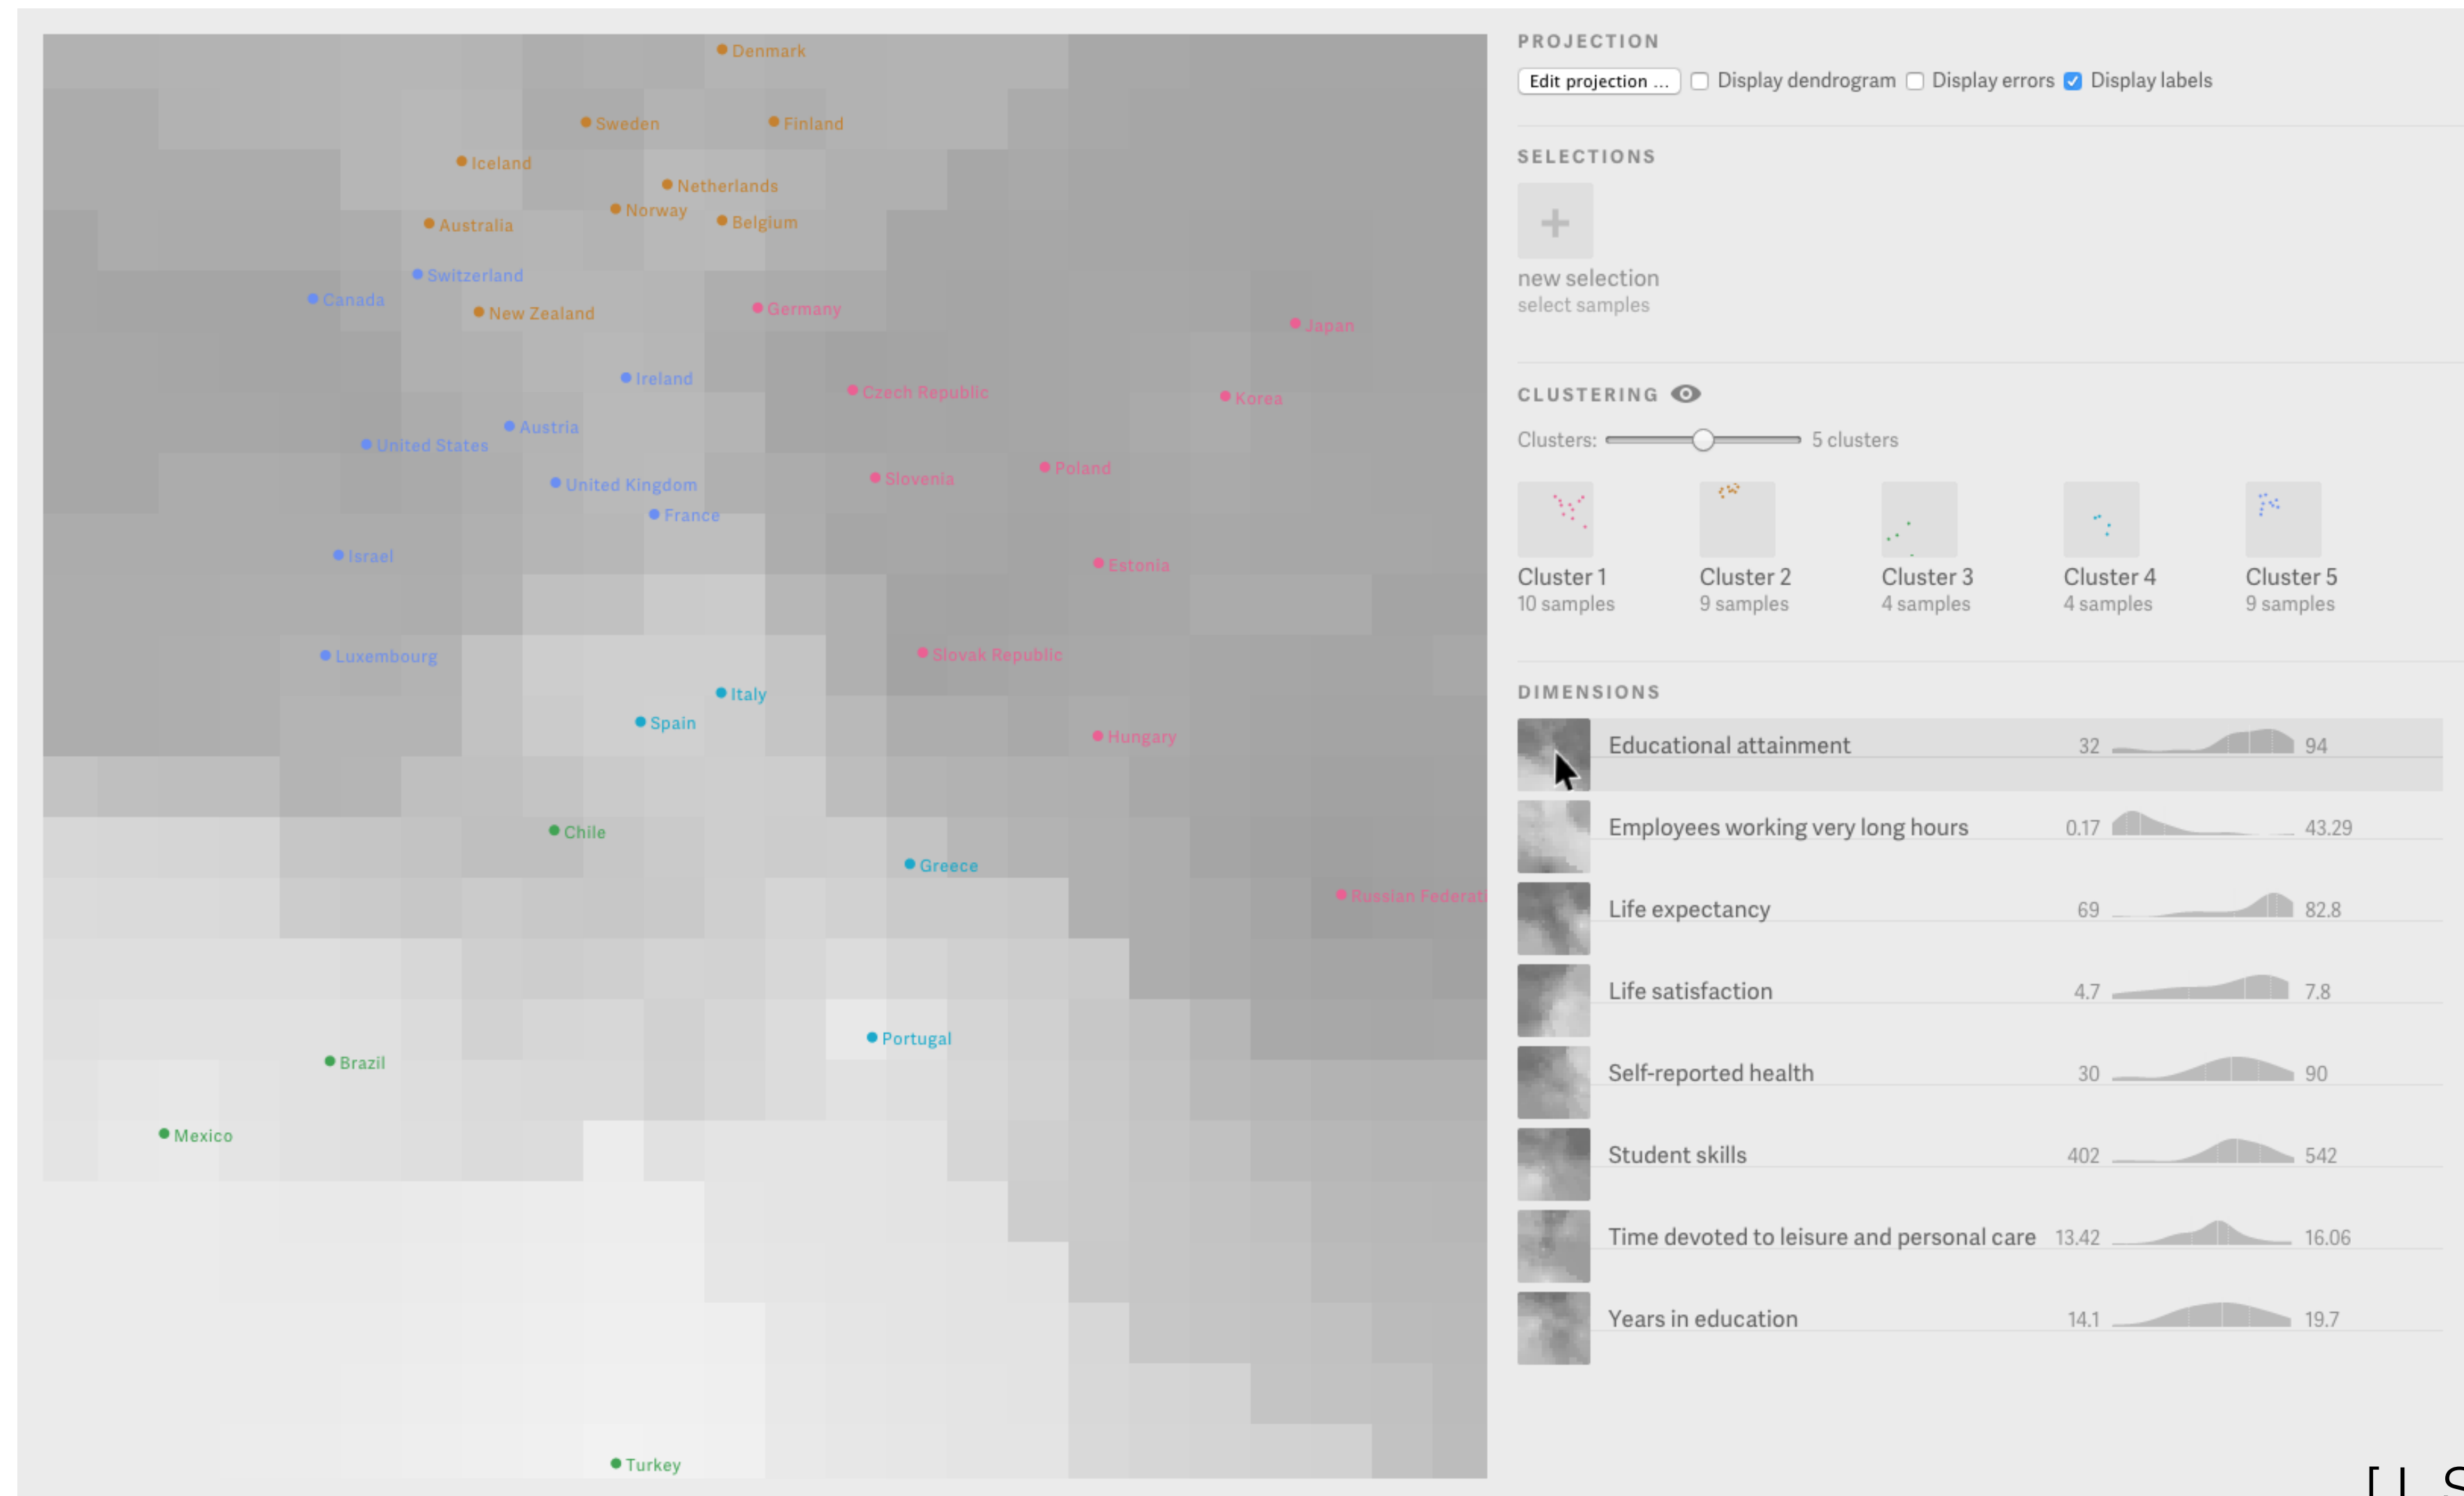 Denmark
Sweden
Finland
Iceland
Netherlands
Norway
Belgium
Australia
Switzerland
Canada
New Zealand
Germany
Japan
Ireland
Czech Republic
Korea
Austria
United States
Poland
Slovenia
United Kingdom
France
Israel
Estonia
Luxembourg
Slovak Republic
Italy
Spain
Hungary
Chile
Greece
Russian Federati
Portugal
Brazil
Mexico
Turkey
PROJECTION
Edit projection ... Display dendrogram Display errors Display labels
SELECTIONS
+
new selection
select samples
CLUSTERING
Clusters: 5 clusters
Cluster 1 Cluster 2 Cluster 3 Cluster 4 Cluster 5
10 samples 9 samples 4 samples 4 samples 9 samples
DIMENSIONS
Educational attainment 32 94
Employees working very long hours 0.17 43.29
Life expectancy 69 82.8
Life satisfaction 4.7 7.8
Self-reported health 30 90
Student skills 402 542
Time devoted to leisure and personal care 13.42 16.06
Years in education 14.1 19.7